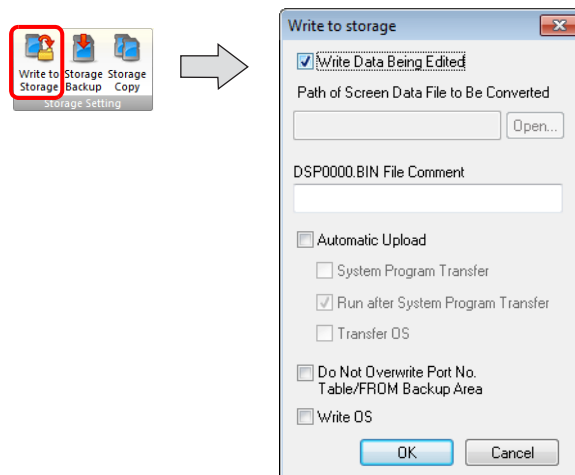 Write to Storage Storage
Storage Backup Copy
Storage Setting
Write to storage
Write Data Being Edited
Path of Screen Data File to Be Converted
Open...
DSP0000.BIN File Comment
Automatic Upload
System Program Transfer
Run after System Program Transfer
Transfer OS
Do Not Overwrite Port No.
Table/FROM Backup Area
Write OS
OK Cancel